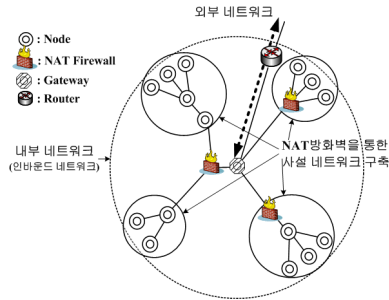 외부 네트워크
: Node
: NAT Firewall
: Gateway
: Router
내부 네트워크
(인바운드 네트워크)
NAT방화벽을 통한
사설 네트워크 구축